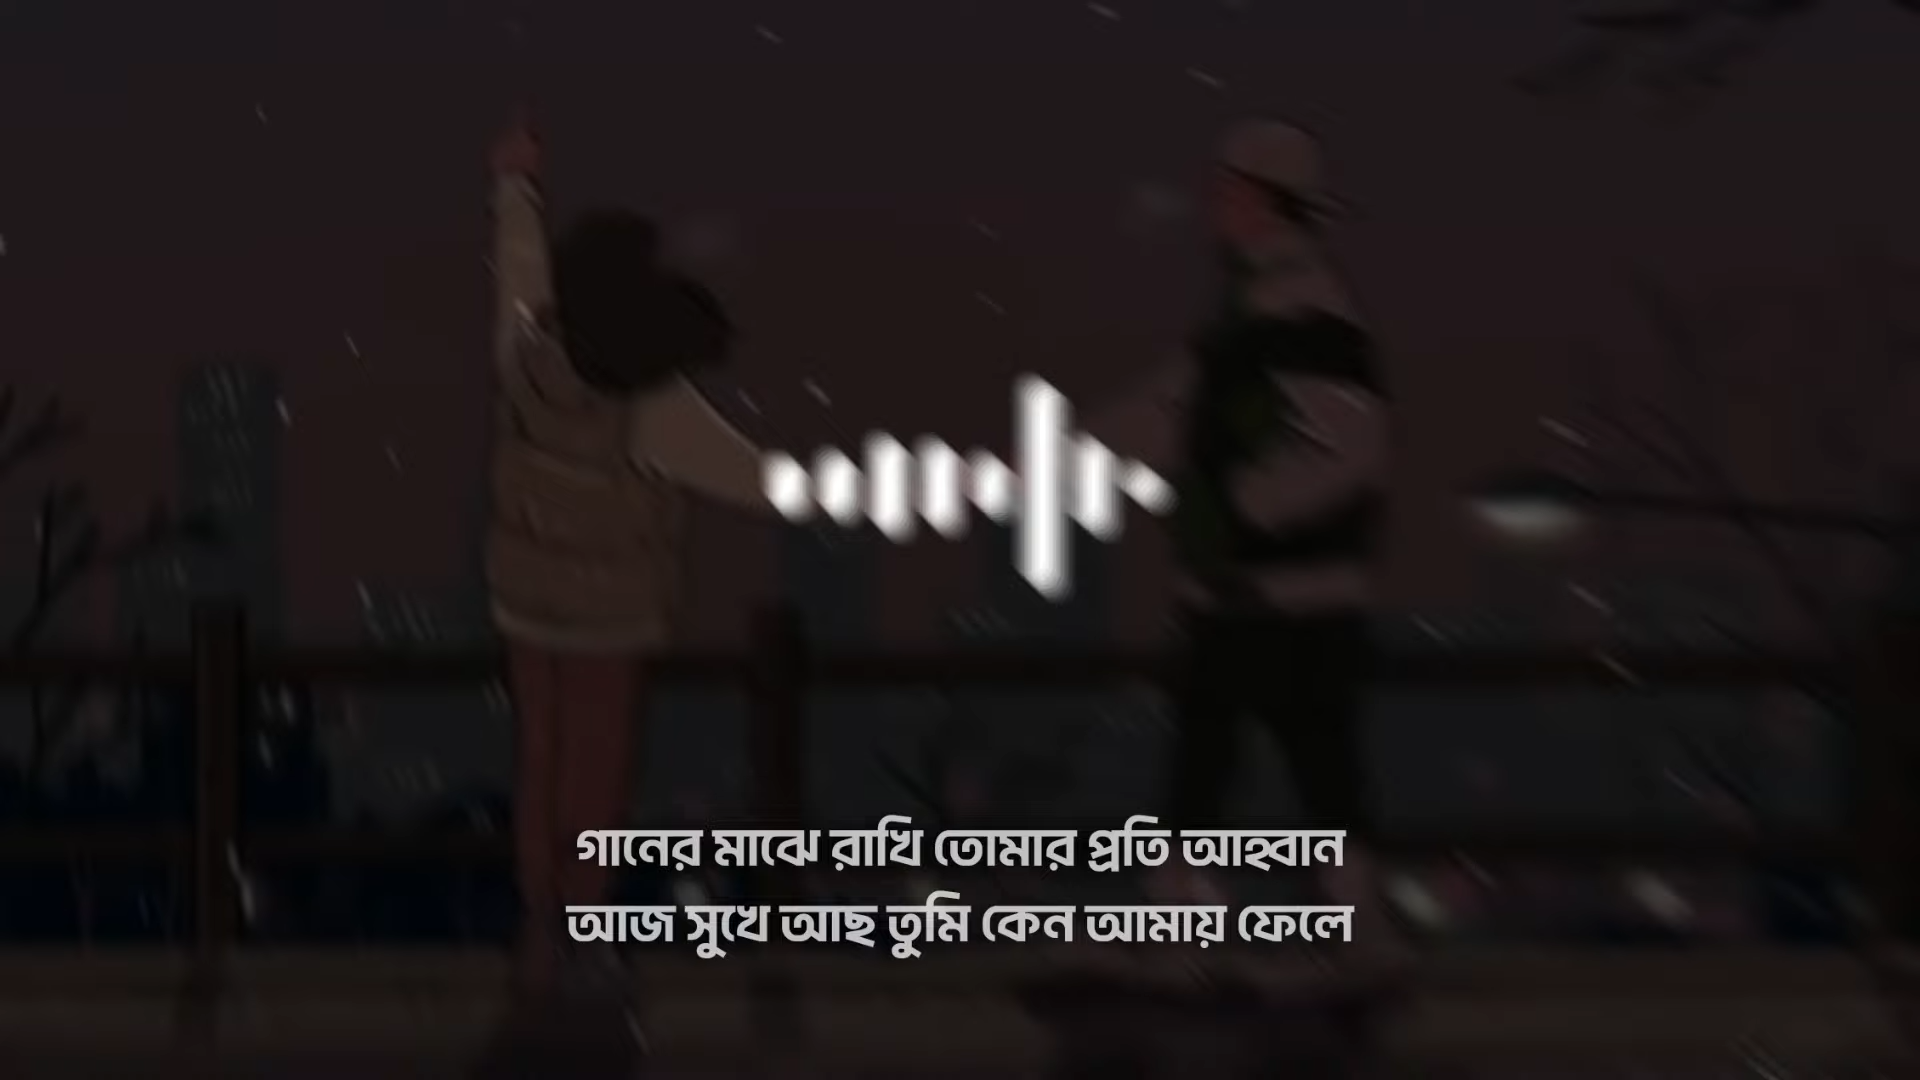 গানের মাঝে রাখি তোমার প্রতি আহ্বান
আজ সুখে আছ তুমি কেন আমায় ফেলে